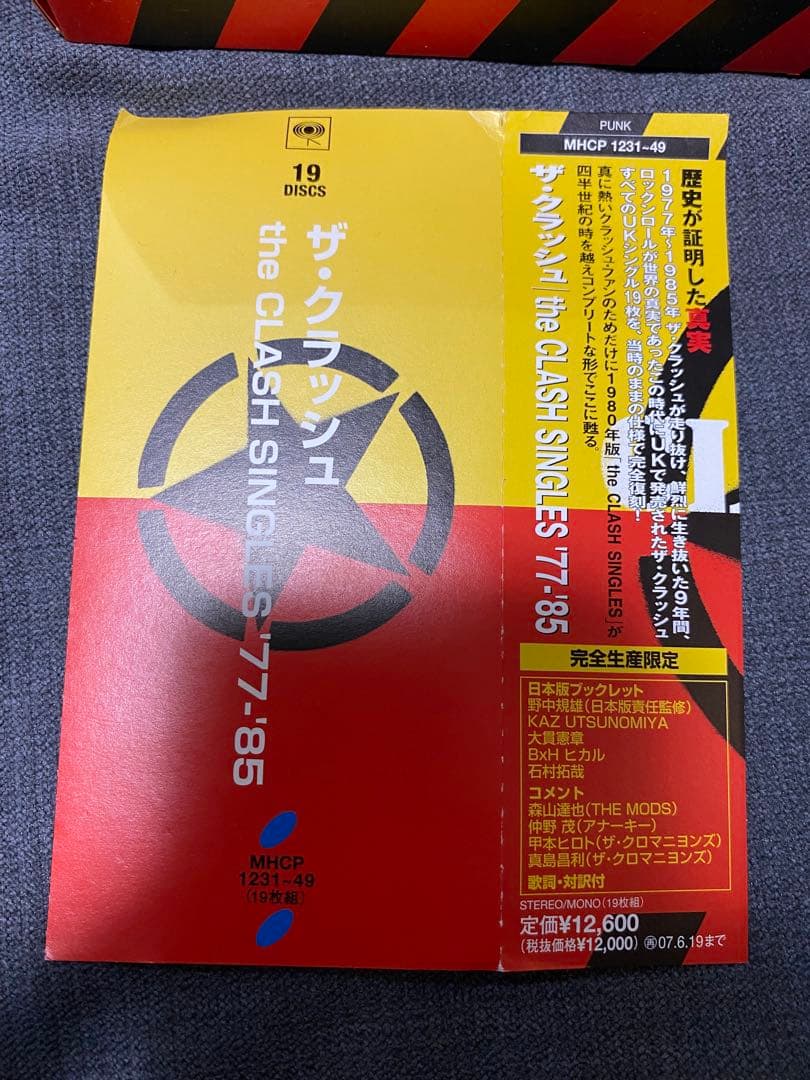 19
DISCS
ザ・クラッシュ
the CLASH SINGLES '77-'85
MHCP
1231~49
(19枚組)
PUNK
MHCP 1231~49
歴史が証明した真実
1977年~1985年 ザ・クラッシュが走り抜け、鮮烈に生き抜いた9年間、
ロックンロールが世界の真実であったこの時代にUKで発売されたザ・クラッシュ
すべてのUKシングル19枚を、当時のままの仕様で完全復刻!
真に熱いクラッシュ・ファンのためだけに1980年版「the CLASH SINGLES」が
四半世紀の時を越えコンプリートな形でここに甦る。
ザ・クラッシュ | the CLASH SINGLES '77-'85
完全生産限定
日本版ブックレット
野中規雄(日本版責任監修)
KAZ UTSUNOMIYA
大貫憲章
BxH ヒカル
石村拓哉
コメント
森山達也(THE MODS)
仲野 茂(アナーキー)
甲本ヒロト(ザ・クロマニヨンズ)
真島昌利(ザ・クロマニヨンズ)
歌詞・対訳付
STEREO/MONO(19枚組)
定価¥12,600
(税抜価格¥12,000) 再07.6.19まで